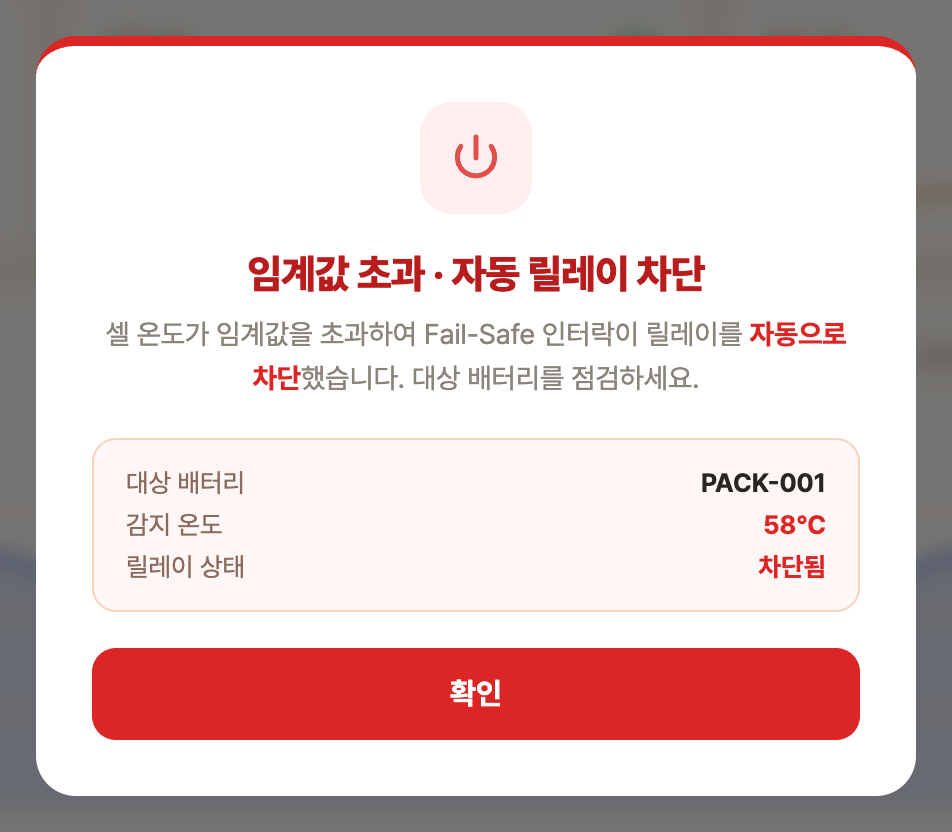 임계값 초과 · 자동 릴레이 차단
셀 온도가 임계값을 초과하여 Fail-Safe 인터락이 릴레이를 자동으로
차단했습니다. 대상 배터리를 점검하세요.
대상 배터리 PACK-001
감지 온도 58°C
릴레이 상태 차단됨
확인